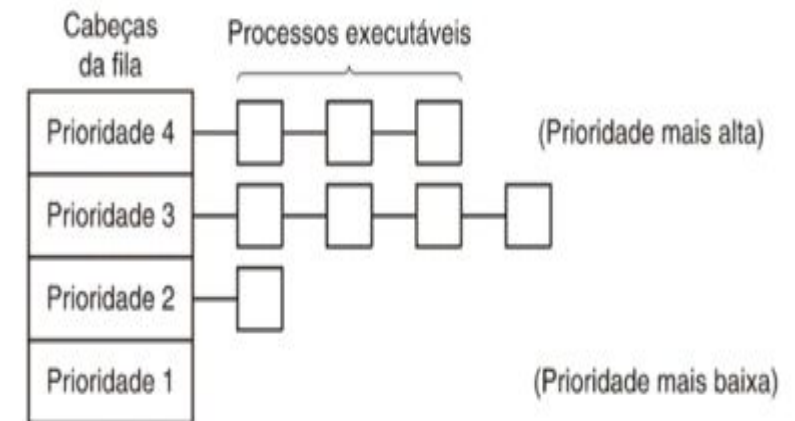 Cabeças
da fila
Processos executáveis
Prioridade 4
(Prioridade mais alta)
Prioridade 3
Prioridade 2
Prioridade 1
(Prioridade mais baixa)